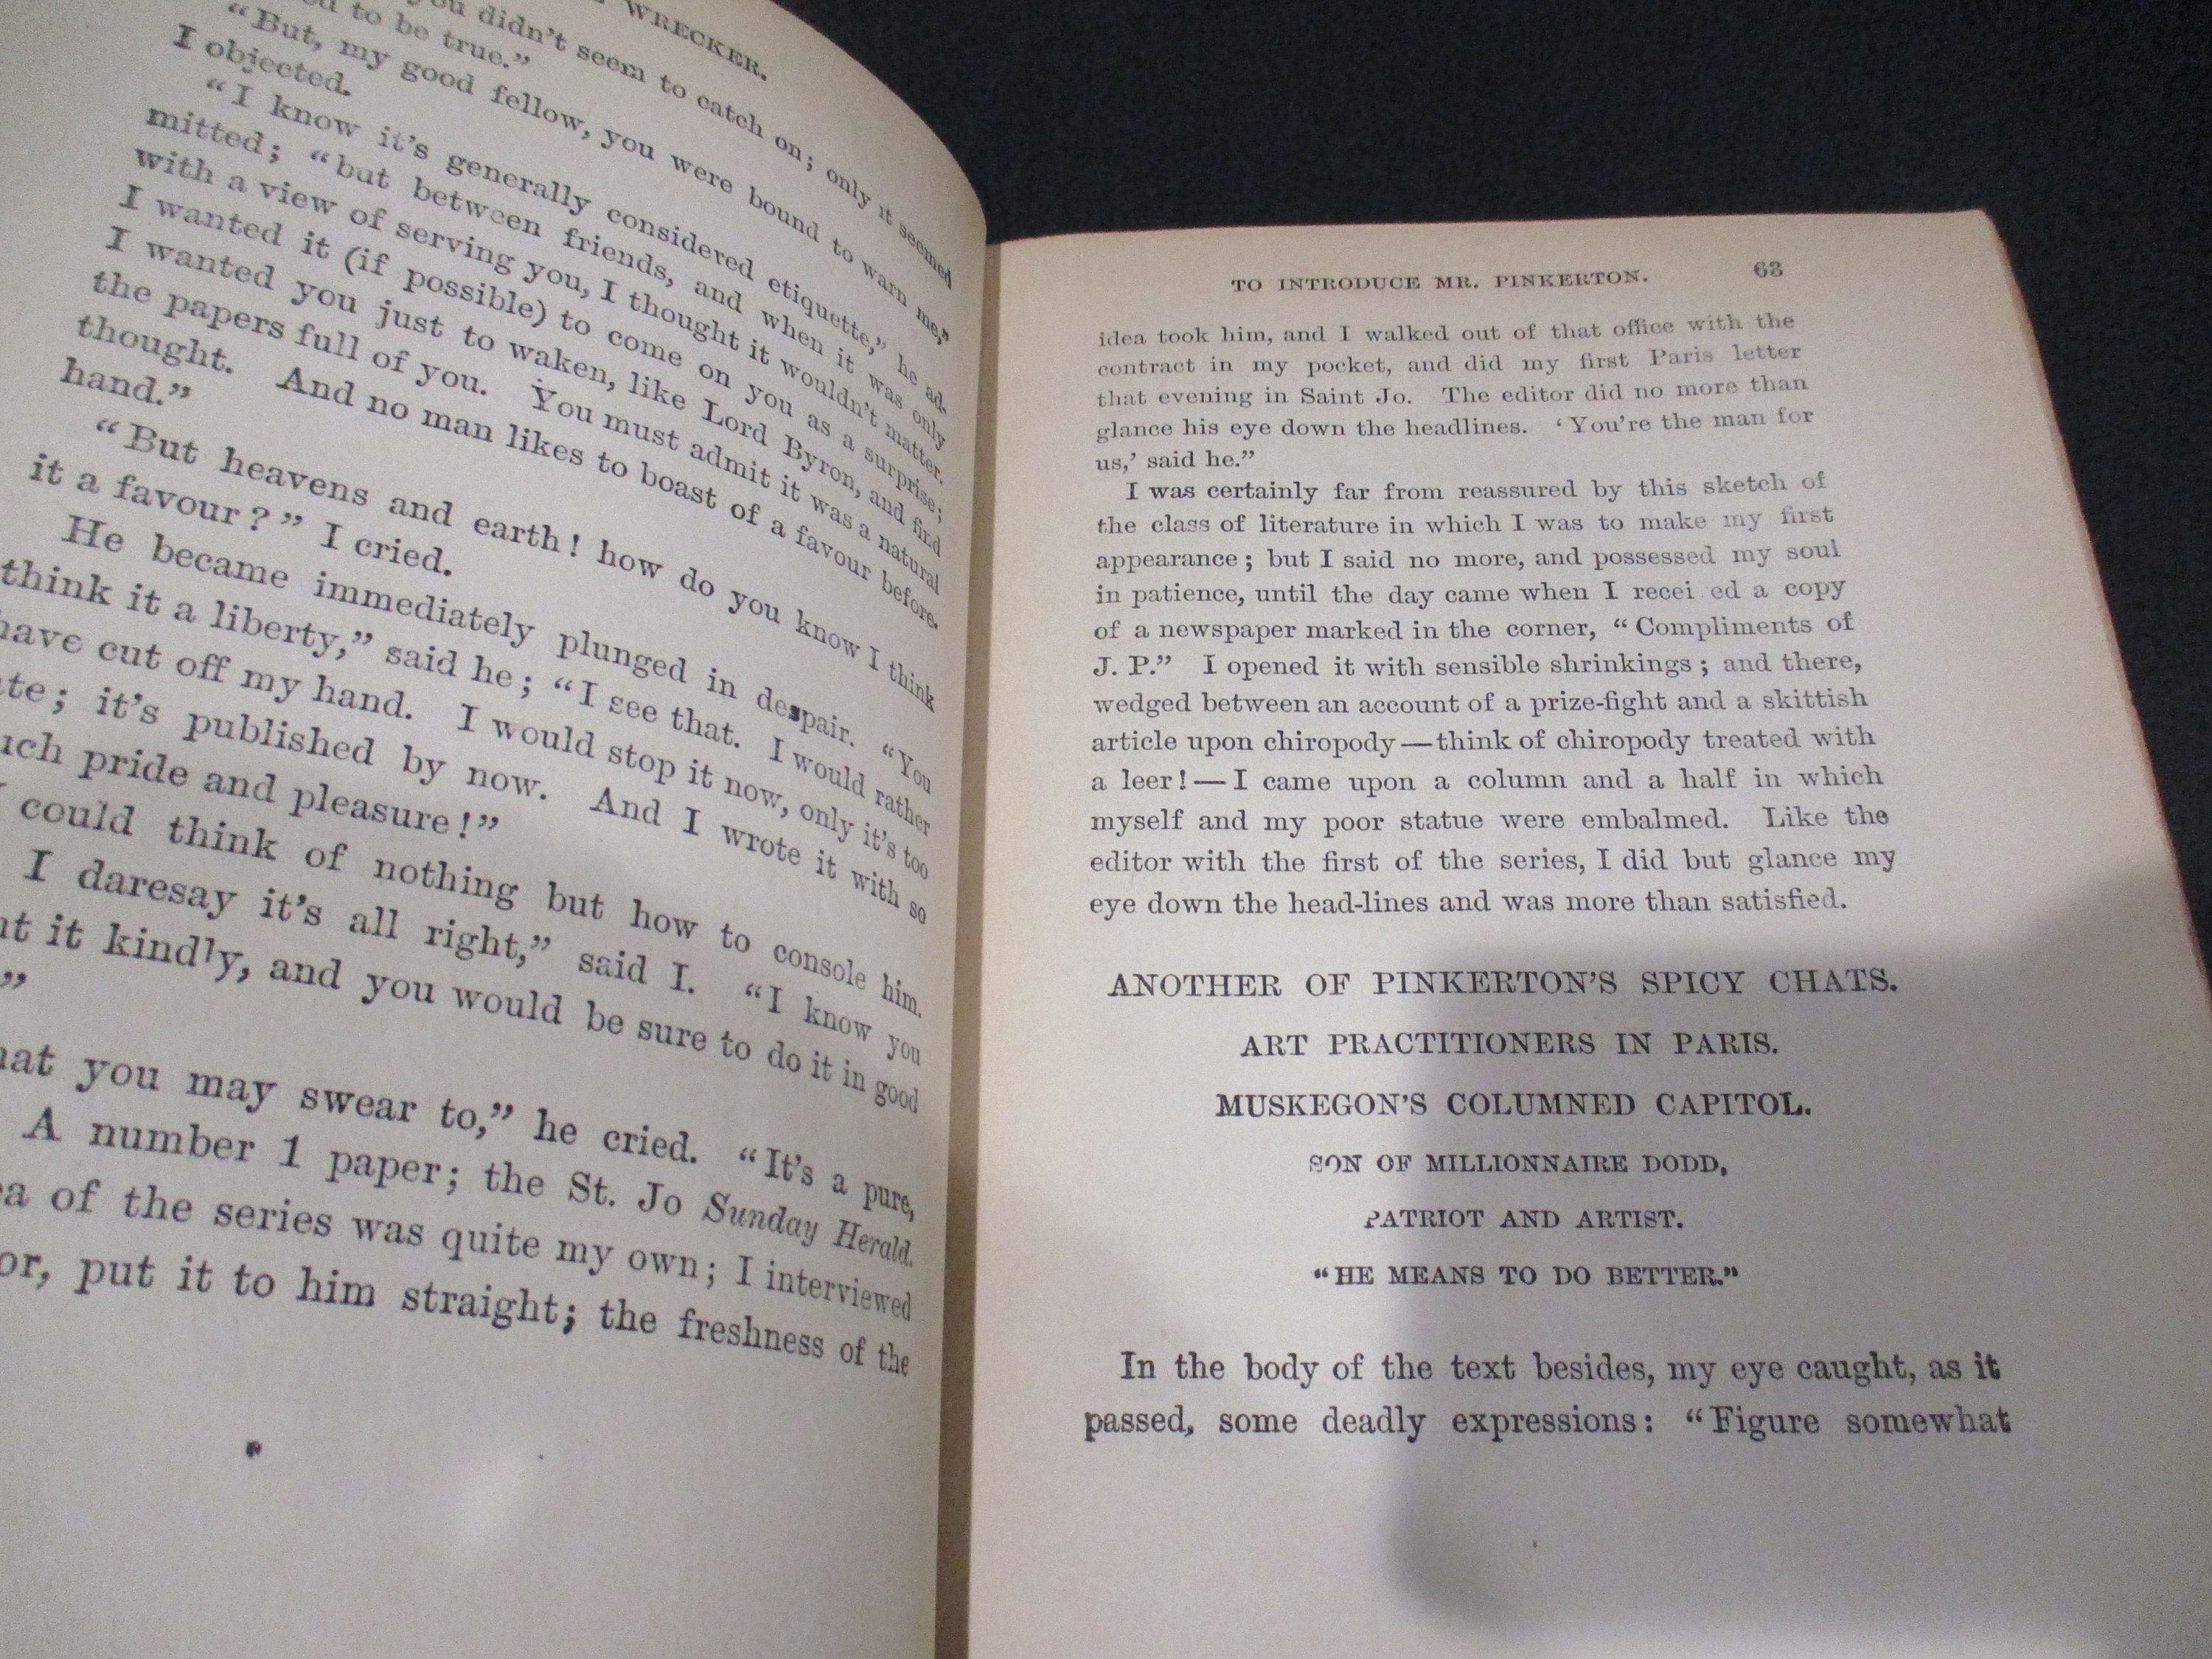 WRECKER.
you didn't seem to catch on; only it seemed
to be true."
"But, my good fellow, you were bound to warn me,"
I objected.
"I know it's generally considered etiquette," he ad-
mitted; "but between friends, and when it was only
with a view of serving you, I thought it wouldn't matter.
I wanted it (if possible) to come on you as a surprise;
I wanted you just to waken, like Lord Byron, and find
the papers full of you. You must admit it was a natural
thought. And no man likes to boast of a favour before-
hand."
"But heavens and earth! how do you know I think
it a favour?" I cried.
He became immediately plunged in despair. "You
think it a liberty," said he; "I see that. I would rather
have cut off my hand. I would stop it now, only it's too
it's published by now. And I wrote it with so
pride and pleasure!"
I could think of nothing but how to console him.
I daresay it's all right," said I. "I know you
it kindly, and you would be sure to do it in good
"
you may swear to," he cried. "It's a pure,
A number 1 paper; the St. Jo Sunday Herald.
of the series was quite my own; I interviewed
put it to him straight; the freshness of the
TO INTRODUCE MR. PINKERTON. 63
idea took him, and I walked out of that office with the
contract in my pocket, and did my first Paris letter
that evening in Saint Jo. The editor did no more than
glance his eye down the headlines. 'You're the man for
us,' said he."
I was certainly far from reassured by this sketch of
the class of literature in which I was to make my first
appearance; but I said no more, and possessed my soul
in patience, until the day came when I recei ed a copy
of a newspaper marked in the corner, "Compliments of
J. P." I opened it with sensible shrinkings; and there,
wedged between an account of a prize-fight and a skittish
article upon chiropody—think of chiropody treated with
a leer!—I came upon a column and a half in which
myself and my poor statue were embalmed. Like the
editor with the first of the series, I did but glance my
eye down the head-lines and was more than satisfied.
ANOTHER OF PINKERTON'S SPICY CHATS.
ART PRACTITIONERS IN PARIS.
MUSKEGON'S COLUMNED CAPITOL.
SON OF MILLIONNAIRE DODD,
PATRIOT AND ARTIST.
"HE MEANS TO DO BETTER."
In the body of the text besides, my eye caught, as it
passed, some deadly expressions: "Figure somewhat